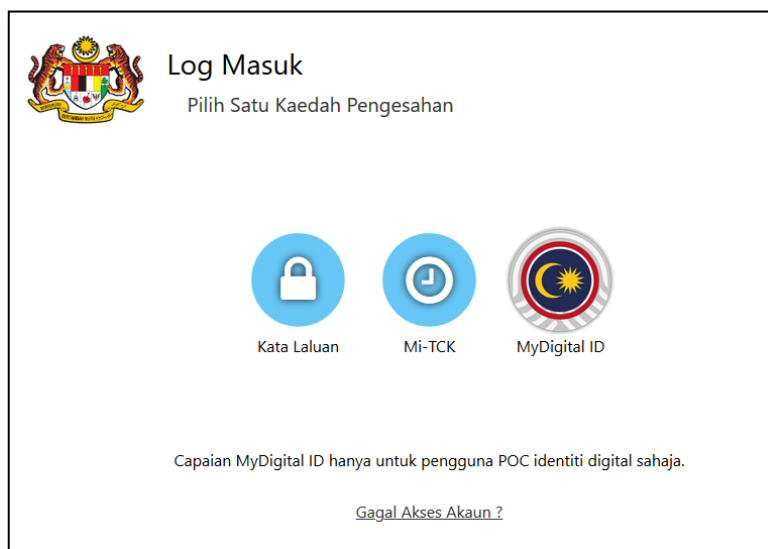 Log Masuk
Pilih Satu Kaedah Pengesahan
Kata Laluan
Mi-TCK
MyDigital ID
Capaian MyDigital ID hanya untuk pengguna POC identiti digital sahaja.
Gagal Akses Akaun ?